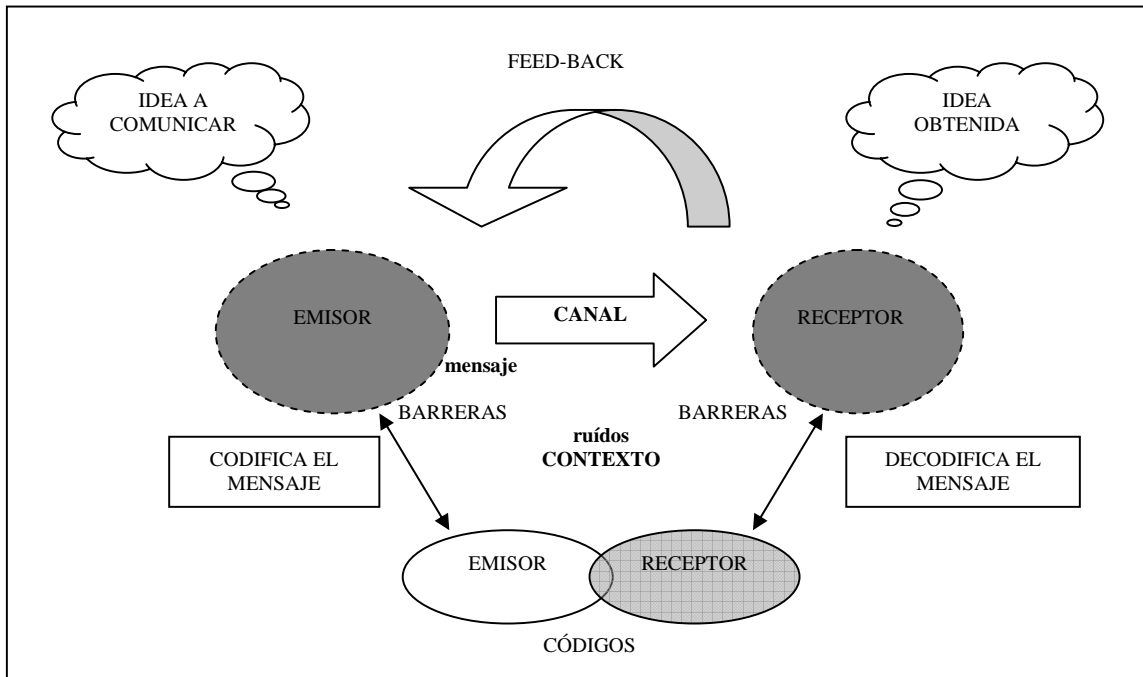 FEED-BACK
IDEA A
COMUNICAR
IDEA
OBTENIDA
EMISOR
CANAL
RECEPTOR
mensaje
BARRERAS
BARRERAS
ruídos
CONTEXTO
CODIFICA EL
MENSAJE
DECODIFICA EL
MENSAJE
EMISOR
RECEPTOR
CÓDIGOS